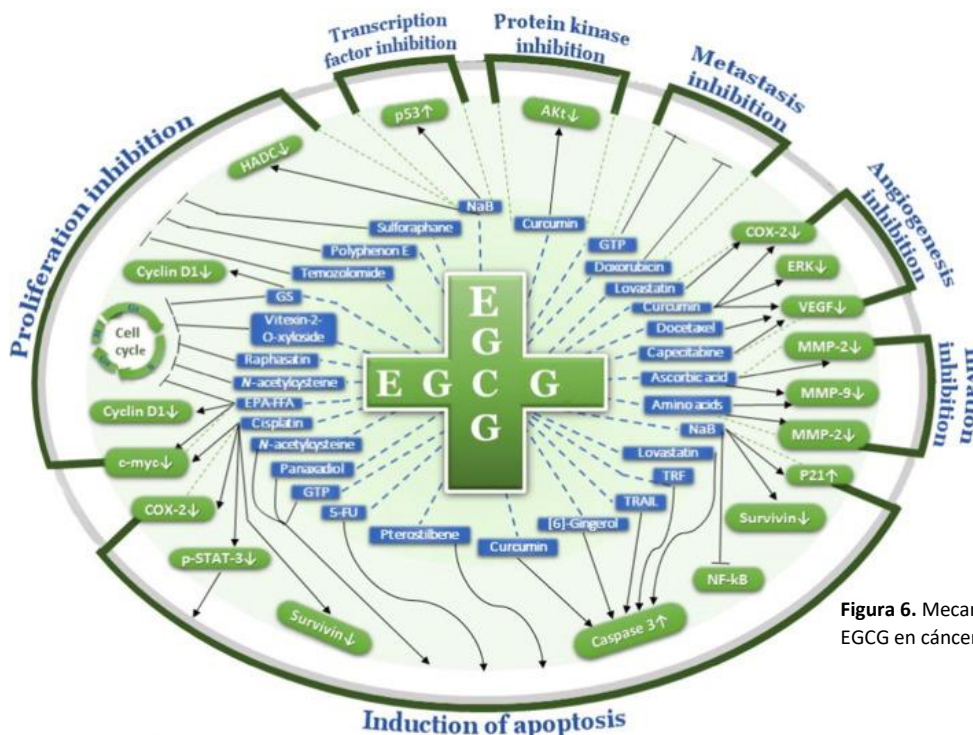 Transcription
factor inhibition
Protein kinase
inhibition
Metastasis
inhibition
Angiogenesis
inhibition
inhibition
Induction of apoptosis
Proliferation inhibition
HADC↓
p53↑
AKt↓
NaB
Curcumin
Sulforaphane
Polyphenon E
Temozolomide
GS
Vitexin-2-
O-xyloside
Raphasatin
N-acetylcysteine
EPA-FFA
Cisplatin
N-acetylcysteine
Panaxadiol
GTP
5-FU
Pterostilbene
Curcumin
[6]-Gingerol
TRAIL
TRF
Lovastatin
NaB
Amino acids
Ascorbic acid
Capecitabine
Docetaxel
Curcumin
Lovastatin
Doxorubicin
GTP
E
G
E G C G
C
G
Cyclin D1↓
Cell
cycle
Cyclin D1↓
c-myc↓
COX-2↓
p-STAT-3↓
Survivin↓
Caspase 3↑
NF-kB
Survivin↓
P21↑
MMP-2↓
MMP-9↓
MMP-2↓
VEGF↓
ERK↓
COX-2↓
Figura 6. Mecan
EGCG en cáncer